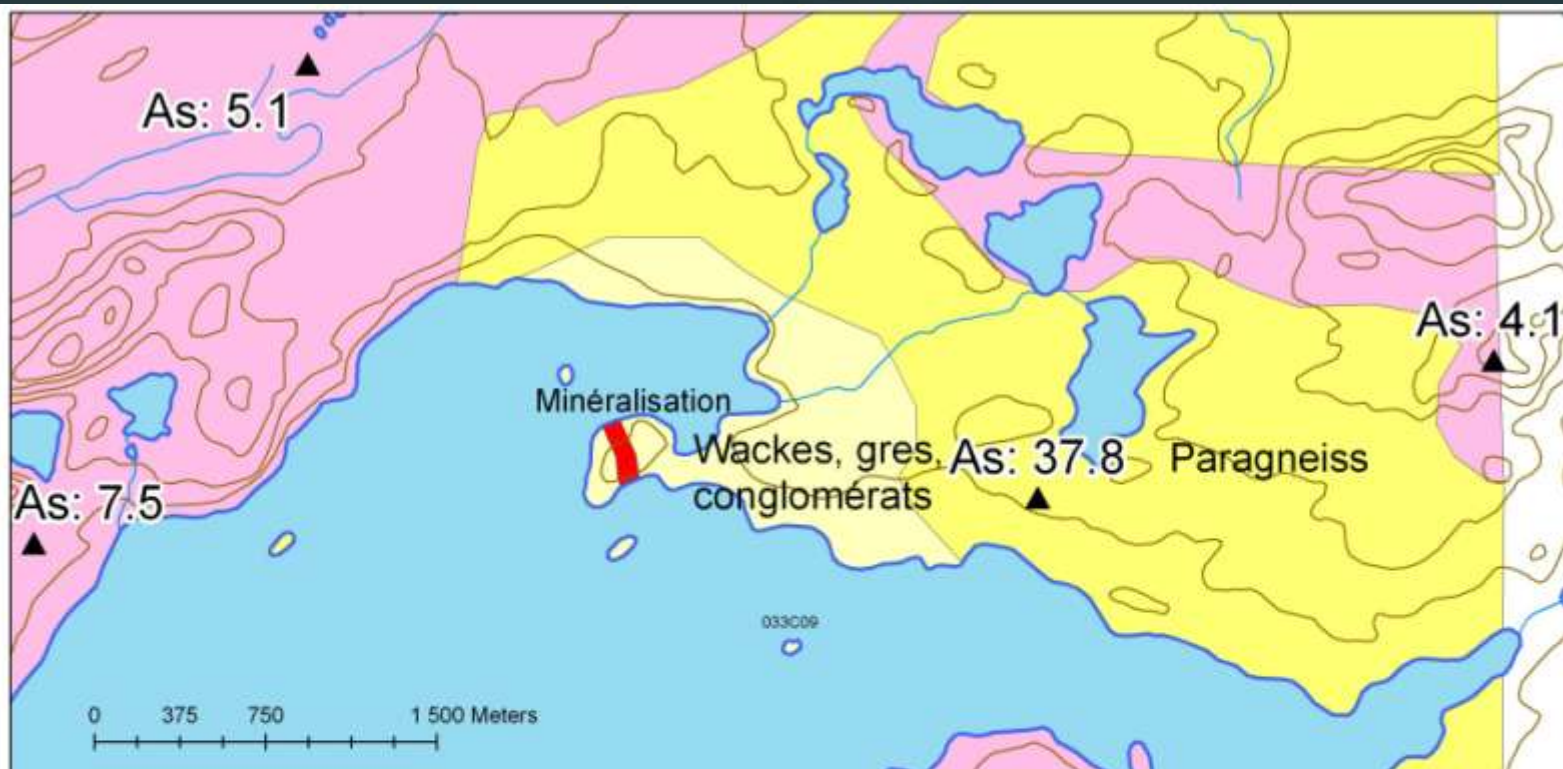 As: 5.1
As: 4.1
Minéralisation
Wackes, gres,
conglomérats
As: 37.8
Paragneiss
As: 7.5
033C09
0 375 750 1 500 Meters